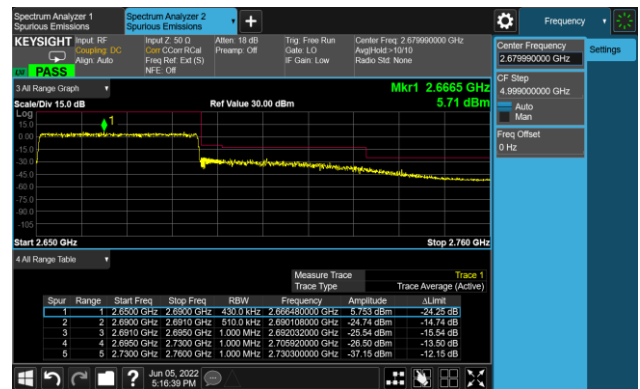 Spectrum Analyzer 1
Spurious Emissions
Spectrum Analyzer 2
Spurious Emissions
+
Frequency
KEYSIGHT
Input: RF
Coupling: DC
Align: Auto
Input Z: 50 Ω
Corr CCorr RCal
Freq Ref: Ext (S)
NFE: Off
Atten: 18 dB
Preamp: Off
Trig: Free Run
Gate: LO
IF Gain: Low
Center Freq: 2.679990000 GHz
Avg|Hold:>10/10
Radio Std: None
LW PASS
Center Frequency
2.679990000 GHz
Settings
CF Step
4.999000000 GHz
Auto
Man
Freq Offset
0 Hz
3 All Range Graph
Mkr1 2.6665 GHz
Scale/Div 15.0 dB
Ref Value 30.00 dBm
5.71 dBm
Log
1
15.0
0.00
-15.0
-30.0
-45.0
-60.0
-75.0
-90.0
-105
Start 2.650 GHz
Stop 2.760 GHz
4 All Range Table
Measure Trace Trace 1
Trace Type Trace Average (Active)
Spur Range Start Freq Stop Freq RBW Frequency Amplitude ΔLimit
1 1 2.6500 GHz 2.6900 GHz 430.0 kHz 2.666480000 GHz 5.753 dBm -24.25 dB
2 2 2.6900 GHz 2.6910 GHz 510.0 kHz 2.690108000 GHz -24.74 dBm -14.74 dB
3 3 2.6910 GHz 2.6950 GHz 1.000 MHz 2.692032000 GHz -25.54 dBm -15.54 dB
4 4 2.6950 GHz 2.7300 GHz 1.000 MHz 2.705920000 GHz -26.50 dBm -13.50 dB
5 5 2.7300 GHz 2.7600 GHz 1.000 MHz 2.730300000 GHz -37.15 dBm -12.15 dB
?
Jun 05, 2022
5:16:39 PM